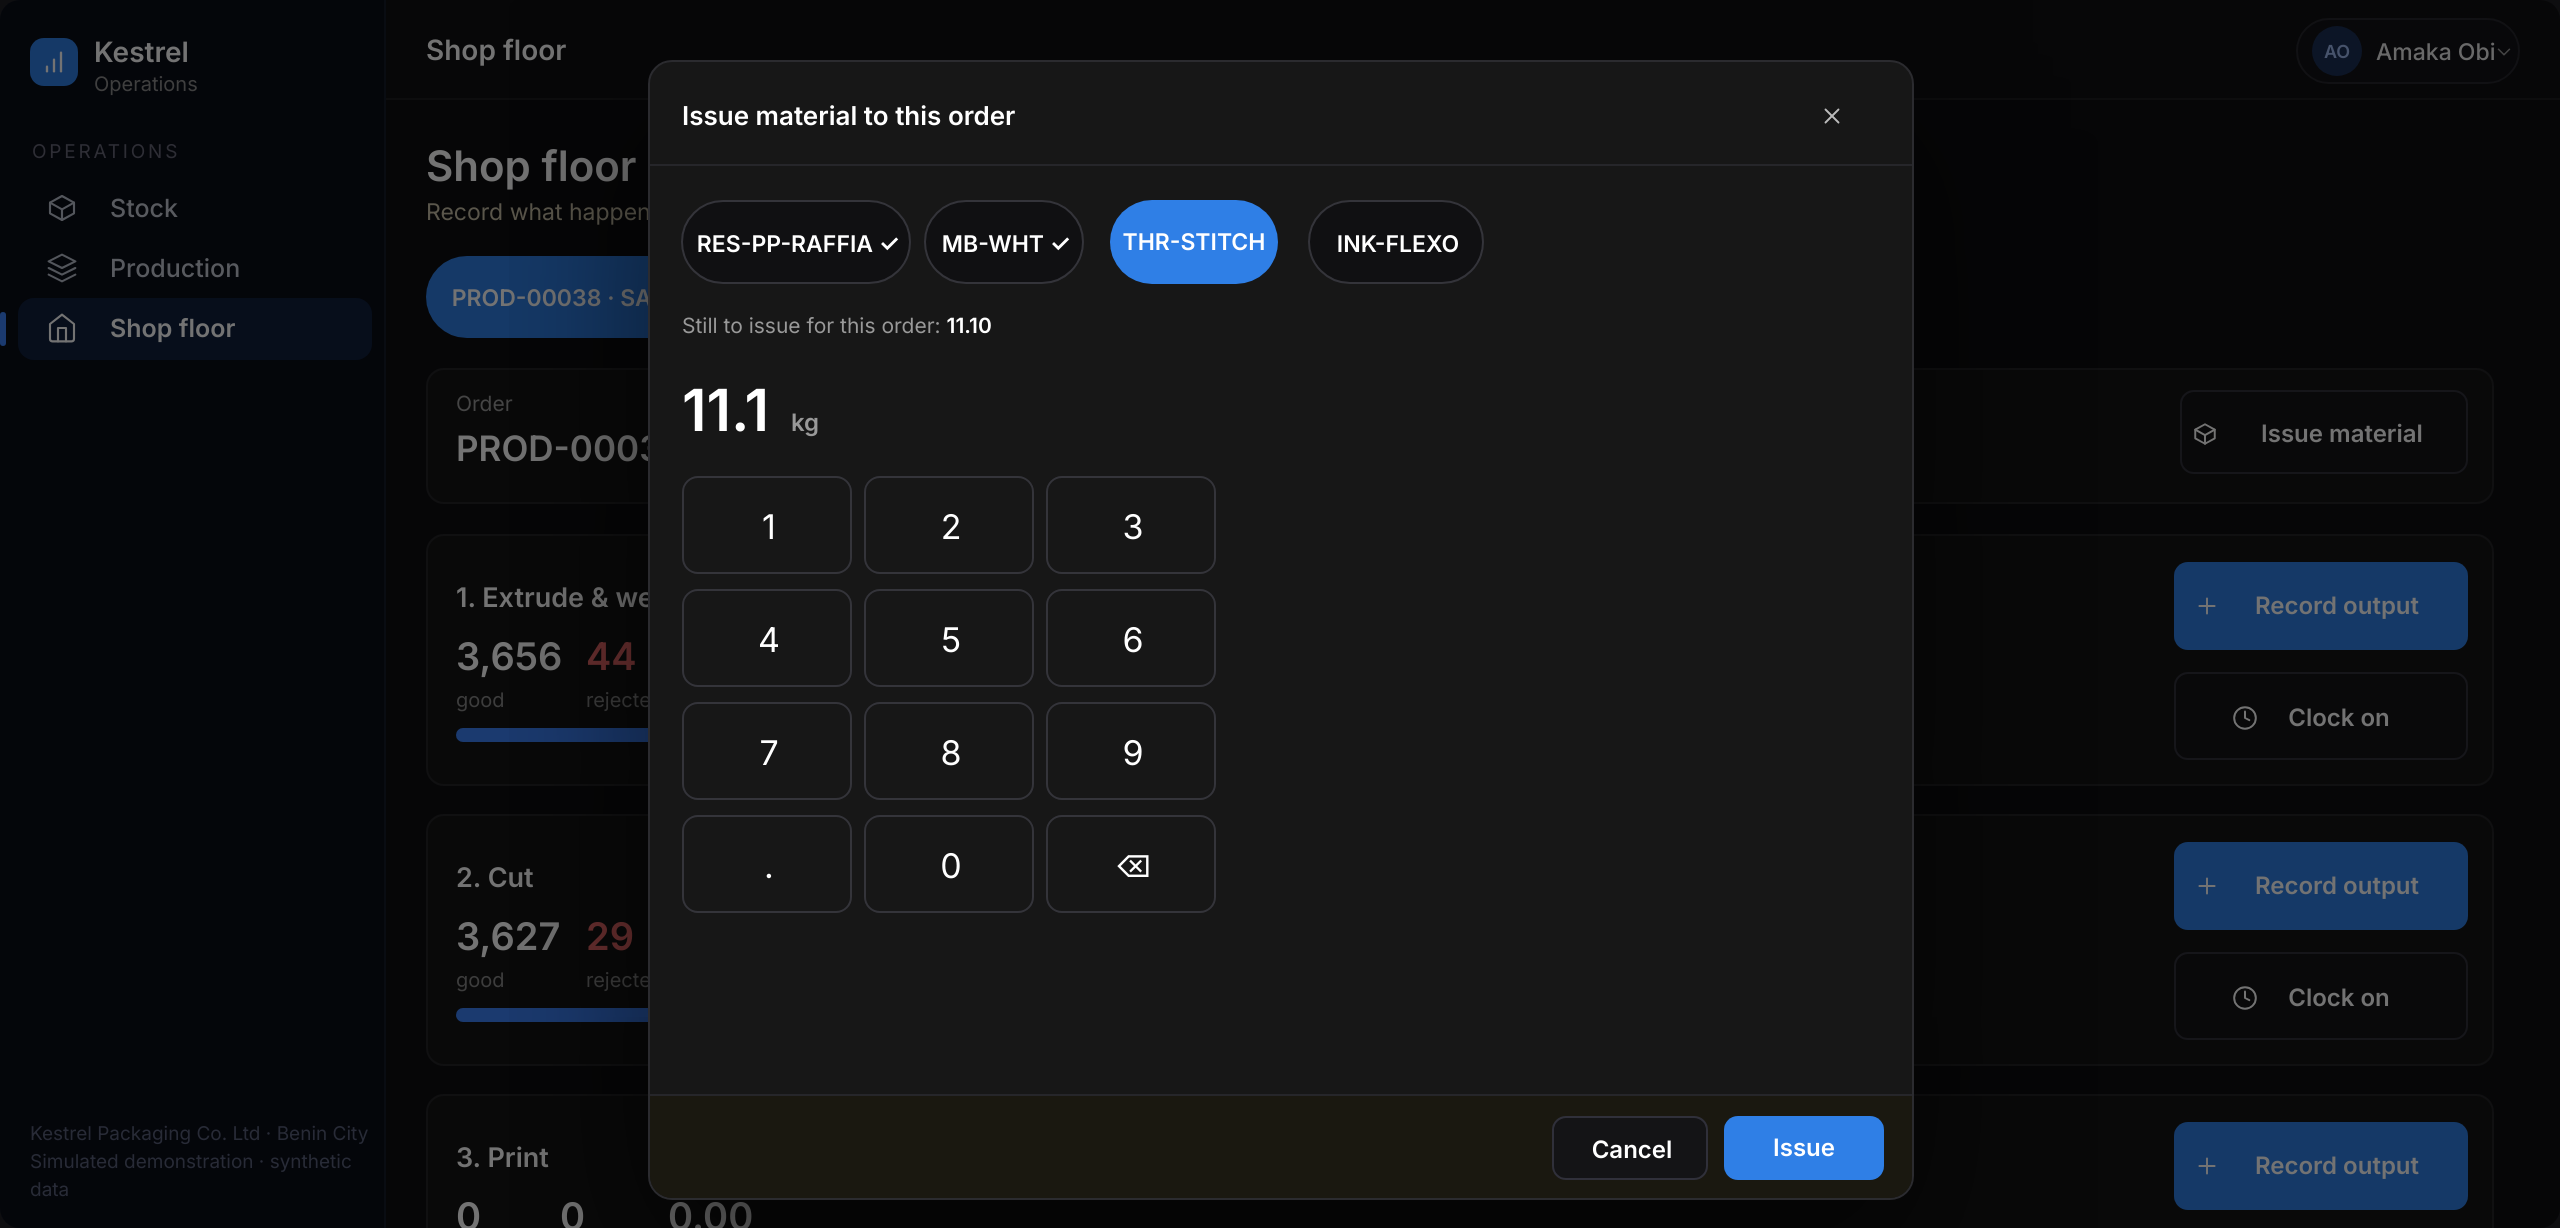 Kestrel
Operations
OPERATIONS
Stock
Production
Shop floor
Kestrel Packaging Co. Ltd · Benin City
Simulated demonstration · synthetic
data
Shop floor
AO Amaka Obi
Shop floor
Record what happen
PROD-00038 · SA
Order
PROD-0003
Issue material
1. Extrude & we
3,656 44
good rejecte
Record output
Clock on
2. Cut
3,627 29
good rejecte
Record output
Clock on
3. Print
0 0 0.00
Record output
Issue material to this order
RES-PP-RAFFIA ✓ MB-WHT ✓ THR-STITCH INK-FLEXO
Still to issue for this order: 11.10
11.1 kg
1 2 3
4 5 6
7 8 9
. 0
Cancel Issue